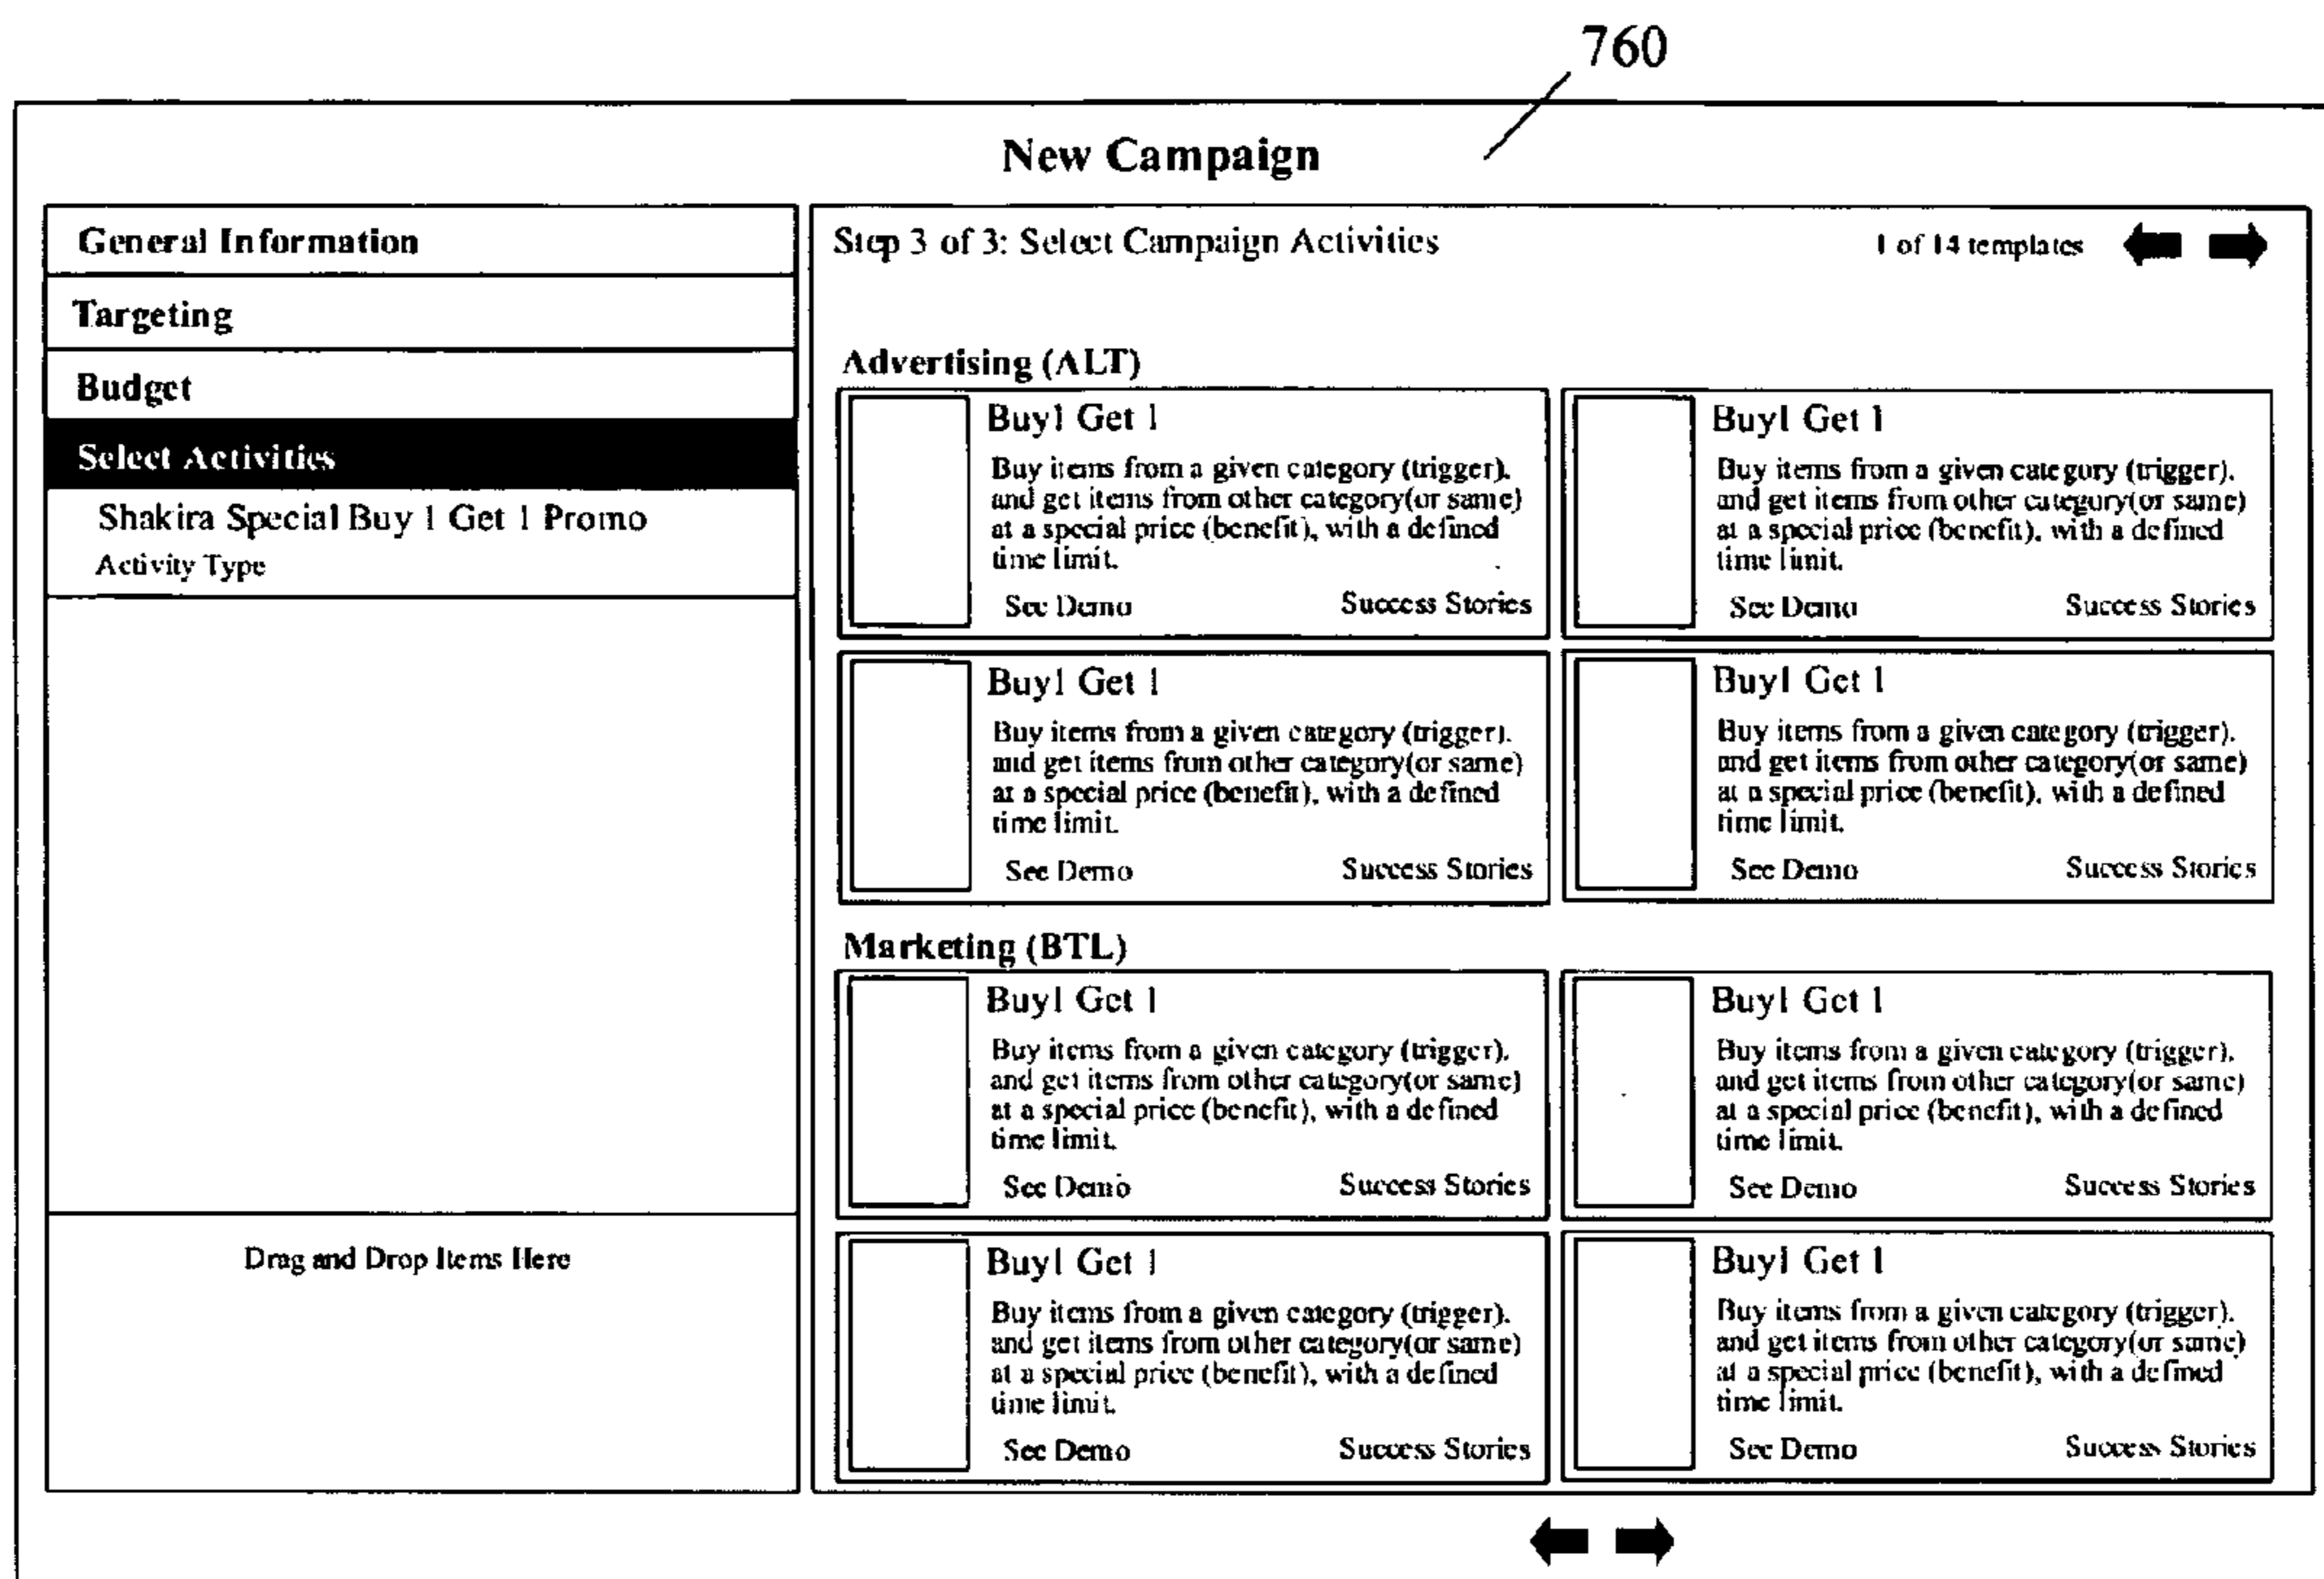 760
New Campaign
General Information
Targeting
Budget
Select Activities
Shakira Special Buy 1 Get 1 Promo
Activity Type
Drag and Drop Items Here
Step 3 of 3: Select Campaign Activities
1 of 14 templates
Advertising (ALT)
Buy1 Get 1
Buy items from a given category (trigger).
and get items from other category(or same)
at a special price (benefit), with a defined
time limit.
See Demo Success Stories
Buy1 Get 1
Buy items from a given category (trigger).
and get items from other category(or same)
at a special price (benefit), with a defined
time limit.
See Demo Success Stories
Buy1 Get 1
Buy items from a given category (trigger).
and get items from other category(or same)
at a special price (benefit), with a defined
time limit.
See Demo Success Stories
Buy1 Get 1
Buy items from a given category (trigger).
and get items from other category(or same)
at a special price (benefit), with a defined
time limit.
See Demo Success Stories
Marketing (BTL)
Buy1 Get 1
Buy items from a given category (trigger).
and get items from other category(or same)
at a special price (benefit), with a defined
time limit.
See Demo Success Stories
Buy1 Get 1
Buy items from a given category (trigger).
and get items from other category(or same)
at a special price (benefit), with a defined
time limit.
See Demo Success Stories
Buy1 Get 1
Buy items from a given category (trigger).
and get items from other category(or same)
at a special price (benefit), with a defined
time limit.
See Demo Success Stories
Buy1 Get 1
Buy items from a given category (trigger).
and get items from other category(or same)
at a special price (benefit), with a defined
time limit.
See Demo Success Stories